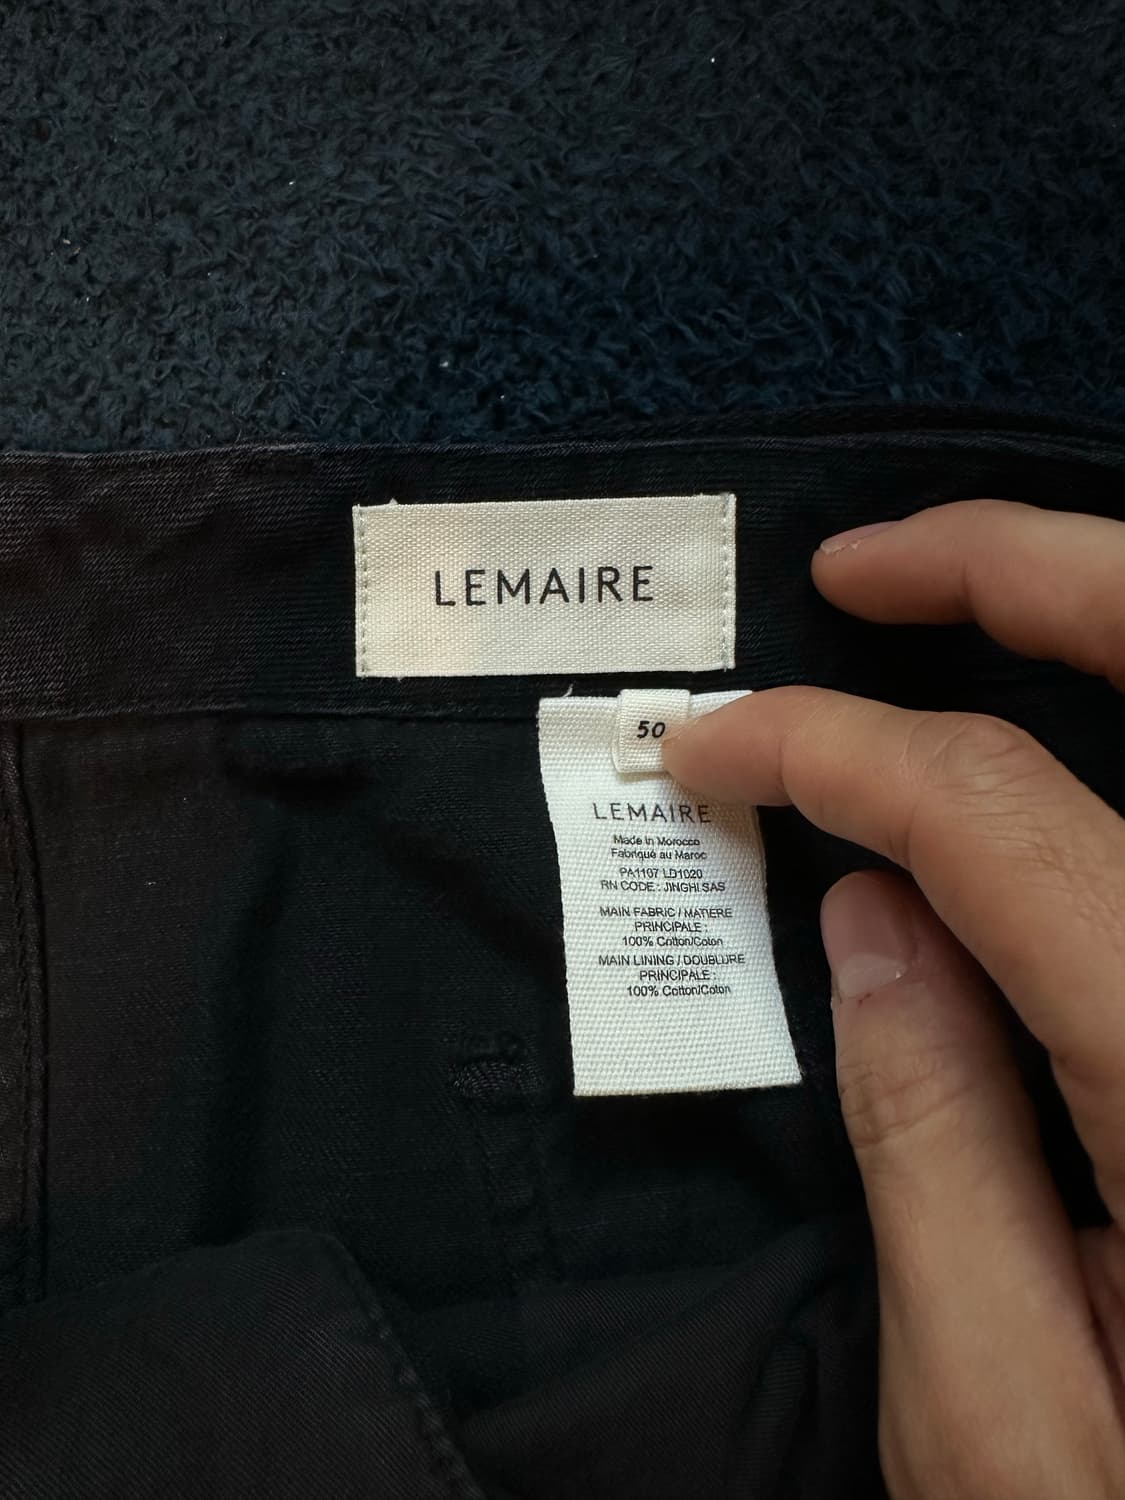 LEMAIRE
50
LEMAIRE
Made in Morocco
Fabriqué au Maroc
PA1107 LD1020
RN CODE : JINGHI SAS
MAIN FABRIC / MATIERE
PRINCIPALE :
100% Cotton/Coton
MAIN LINING / DOUBLURE
PRINCIPALE :
100% Cotton/Coton